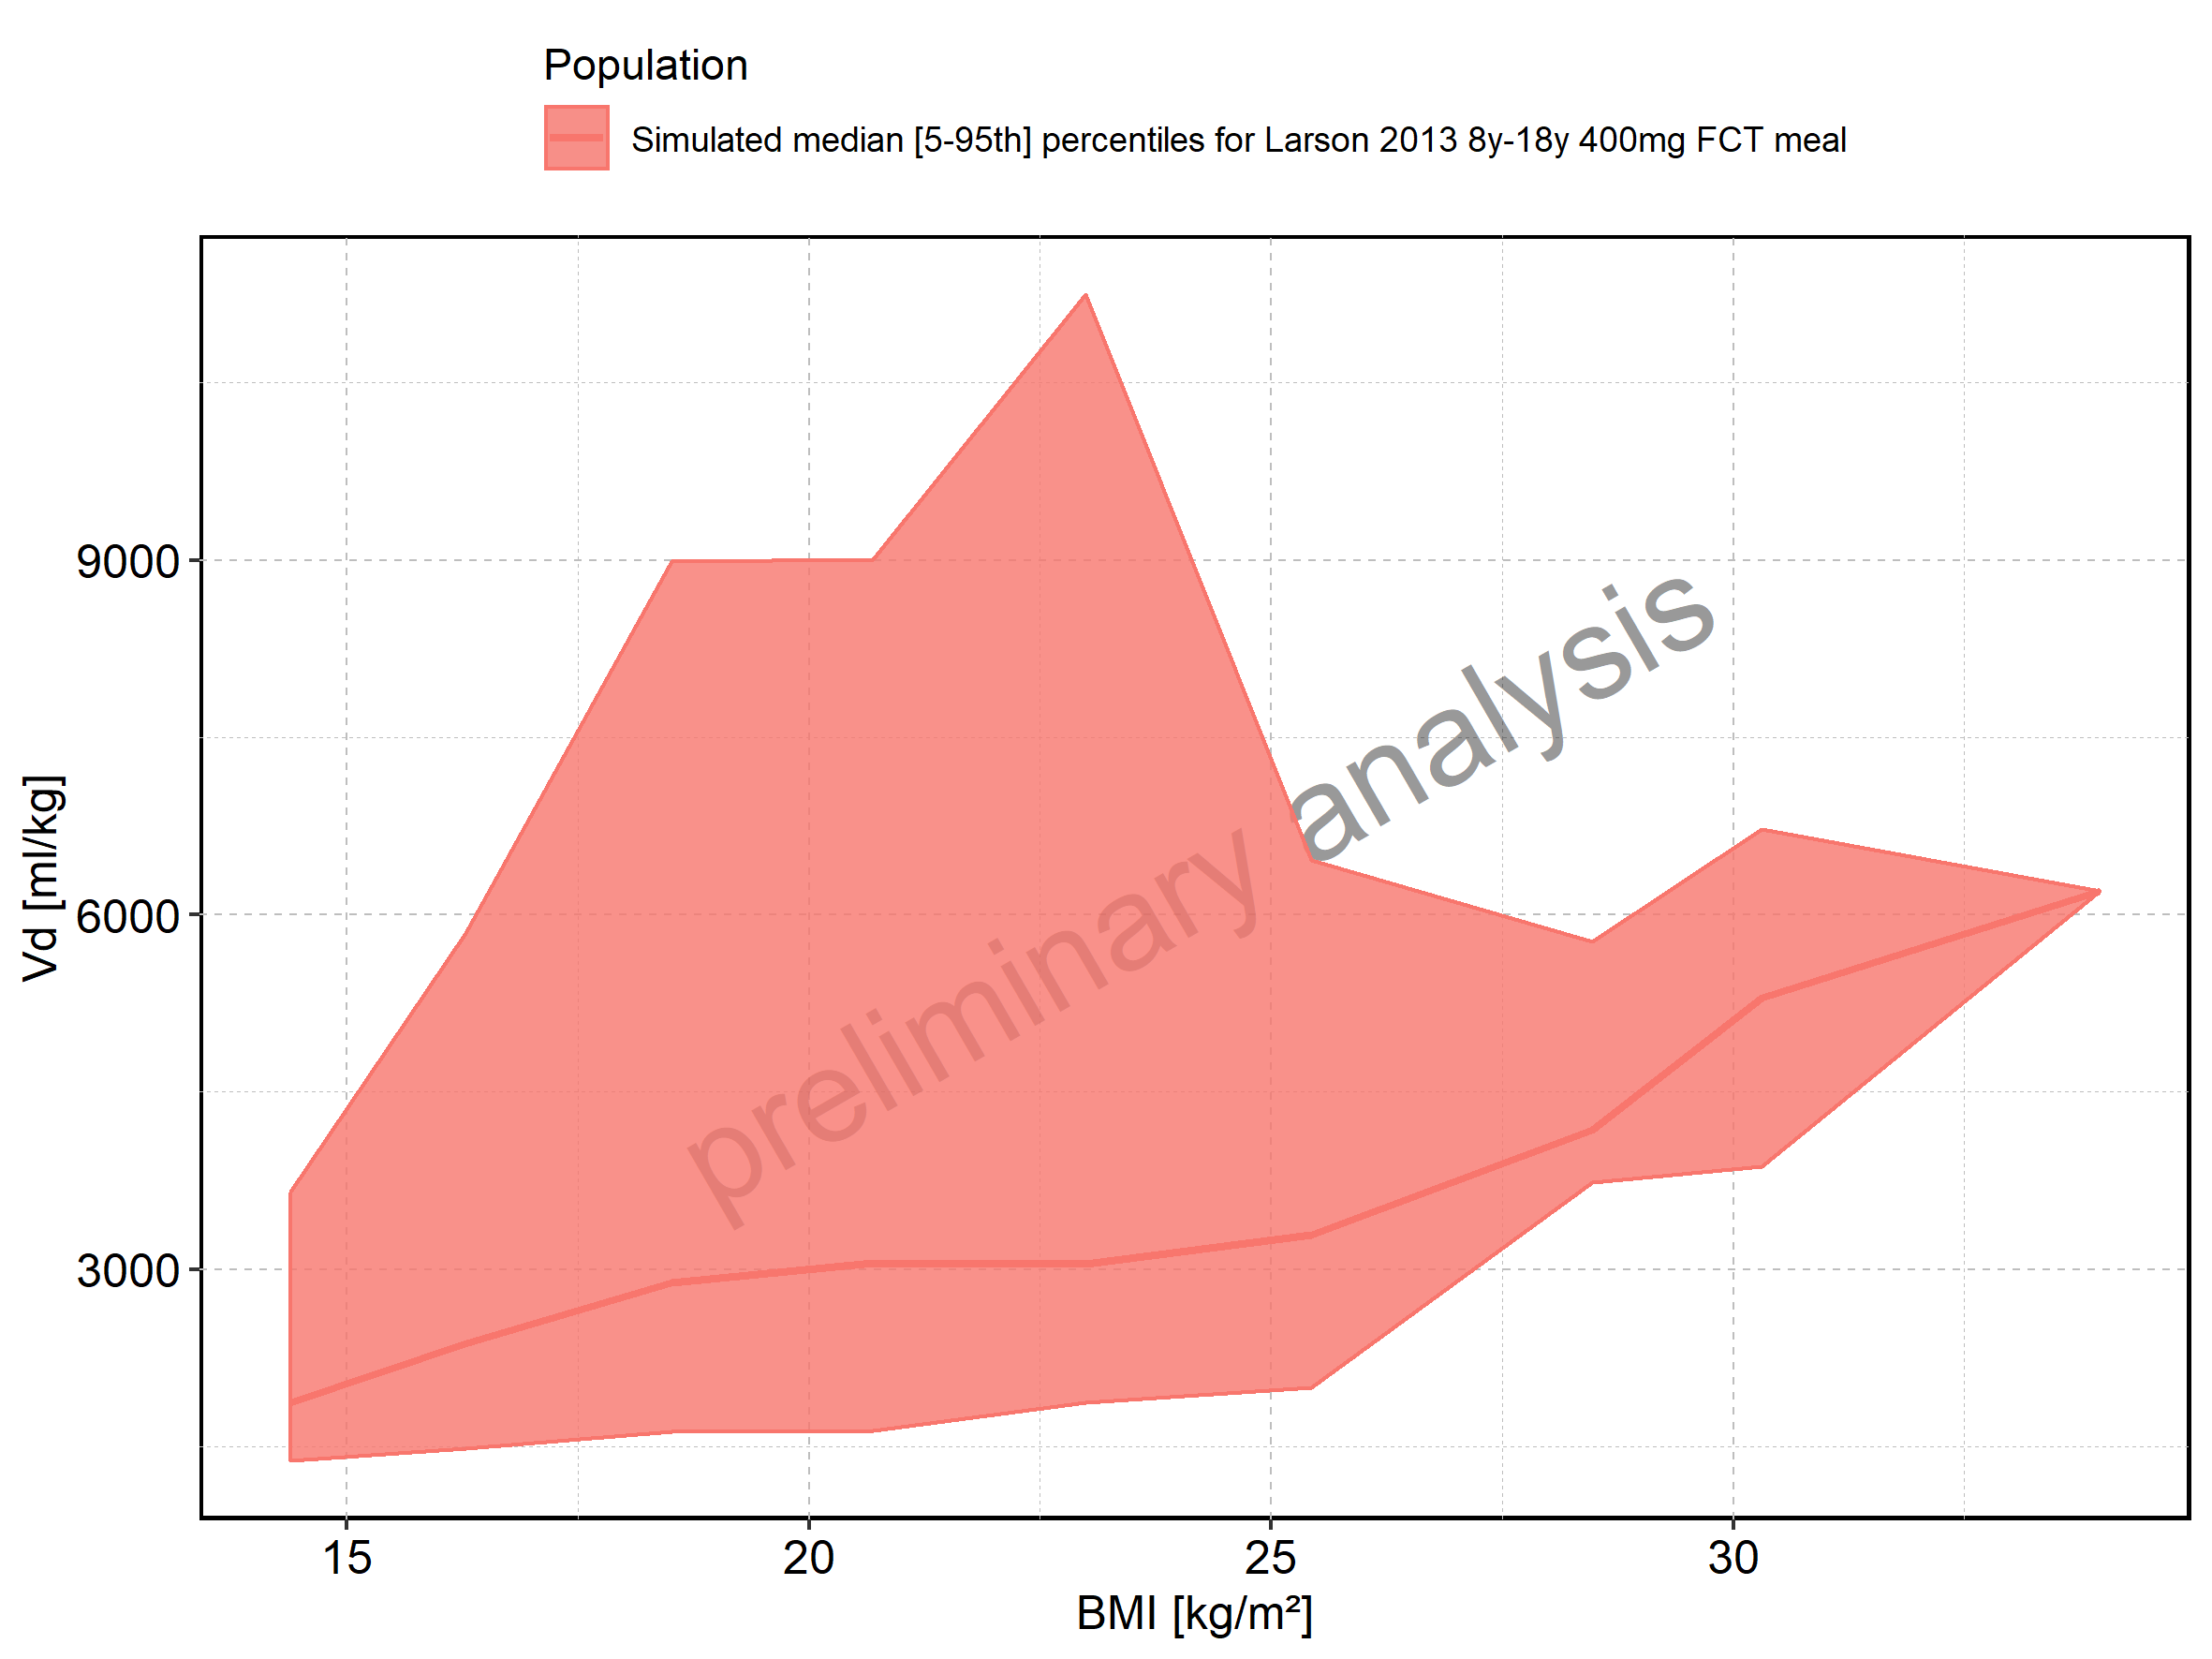 Population
Simulated median [5-95th] percentiles for Larson 2013 8y-18y 400mg FCT meal
9000
6000
3000
Vd [ml/kg]
preliminary analysis
15 20 25 30
BMI [kg/m²]